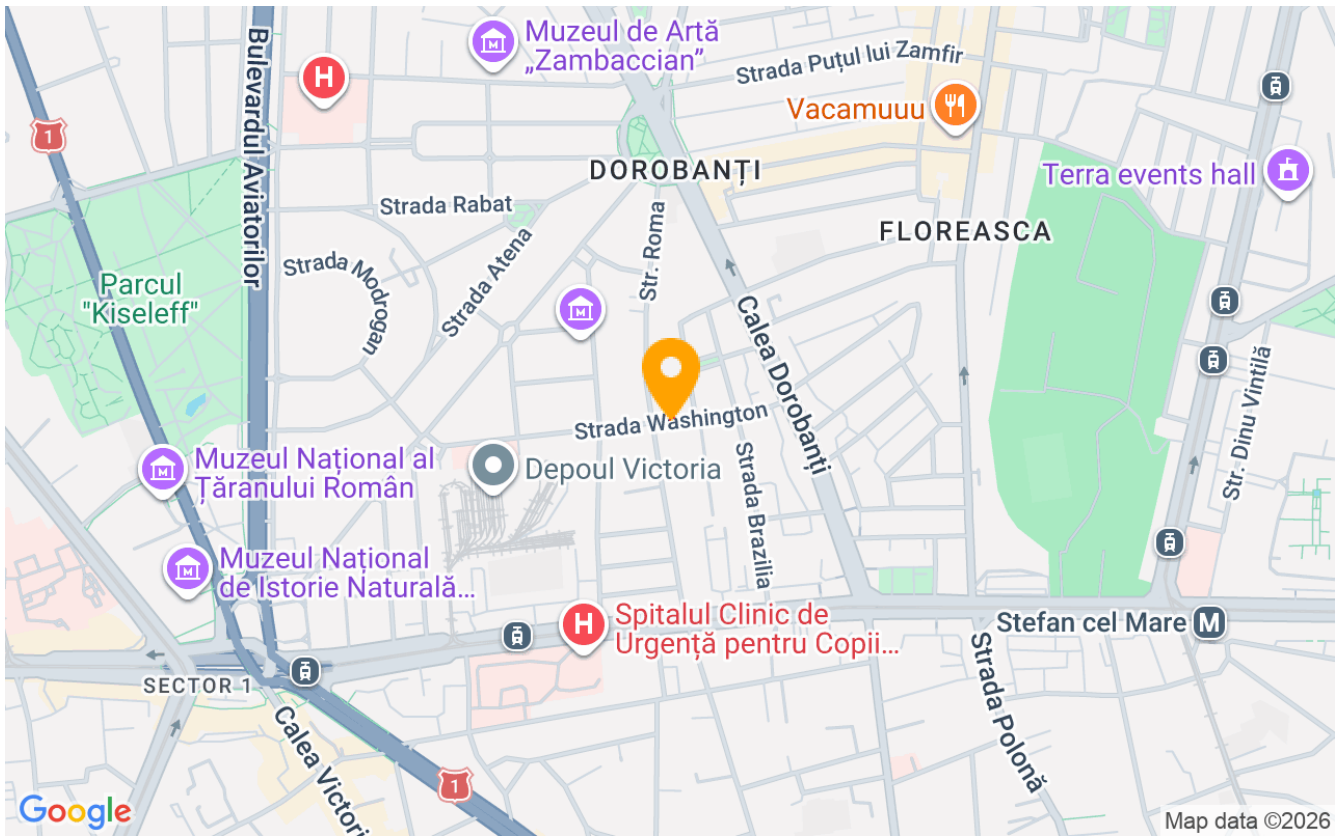 Muzeul de Artă
„Zambaccian”
Strada Puțul lui Zamfir
Bulevardul Aviatorilor
H
Vacamuuu
1
DOROBANȚI
Terra events hall
Strada Rabat
Str. Roma
FLOREASCA
Strada Atena
Strada Modrogan
Parcul
"Kiseleff"
Calea Dorobanți
Strada Washington
Str. Dinu Vintilă
Muzeul Național al
Țăranului Român
Depoul Victoria
Strada Brazilia
Muzeul Național
de Istorie Naturală...
H
Spitalul Clinic de
Urgență pentru Copii...
Stefan cel Mare M
SECTOR 1
Strada Polonă
Calea Victori
1
Google
Map data ©2026